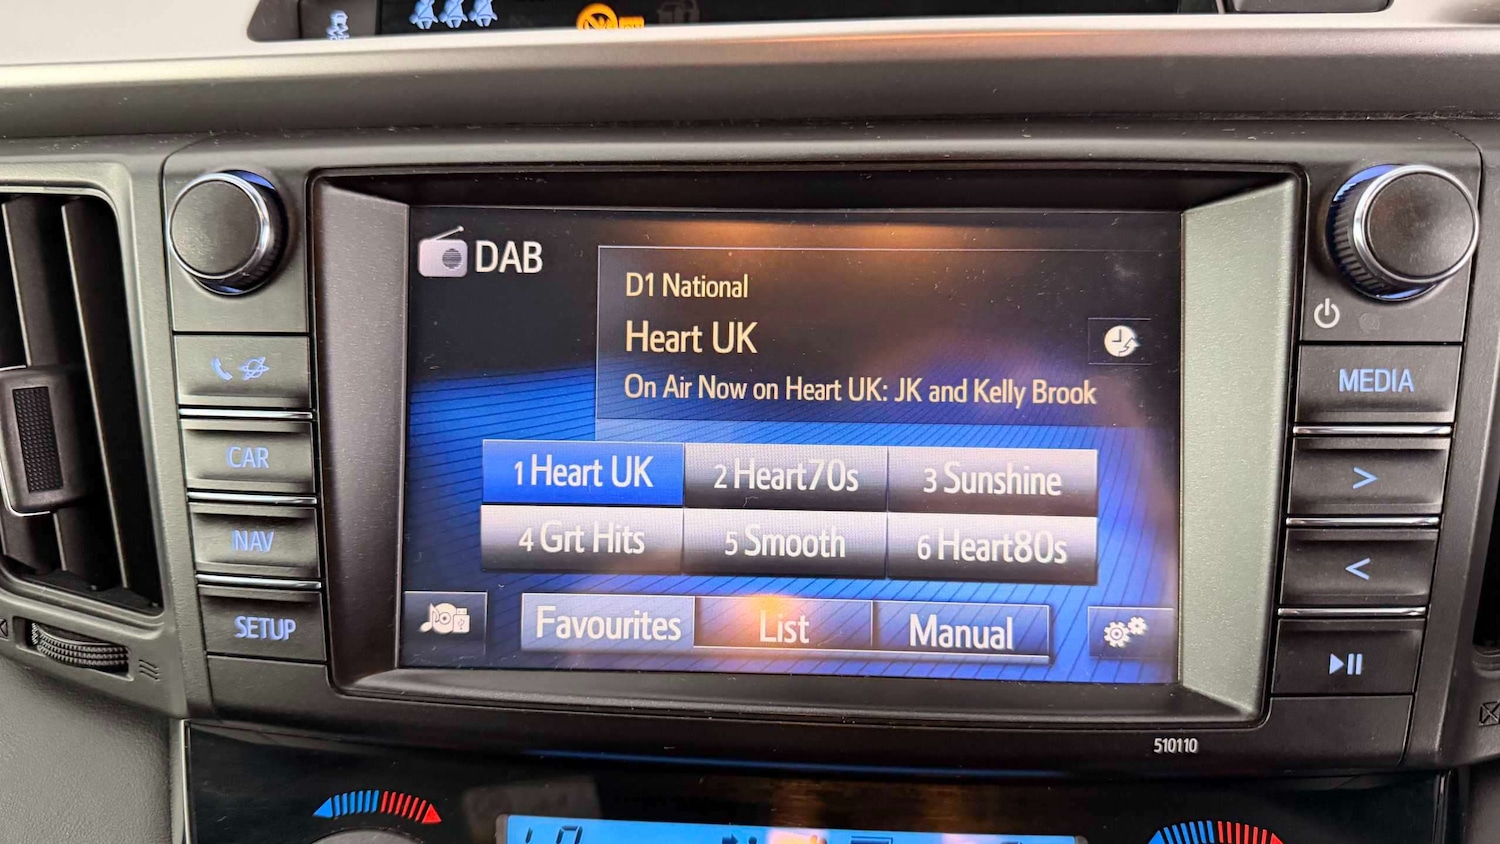 DAB
D1 National
Heart UK
On Air Now on Heart UK: JK and Kelly Brook
1 Heart UK
2 Heart70s
3 Sunshine
4 Grt Hits
5 Smooth
6 Heart80s
Favourites
List
Manual
CAR
NAV
SETUP
MEDIA
>
<
510110